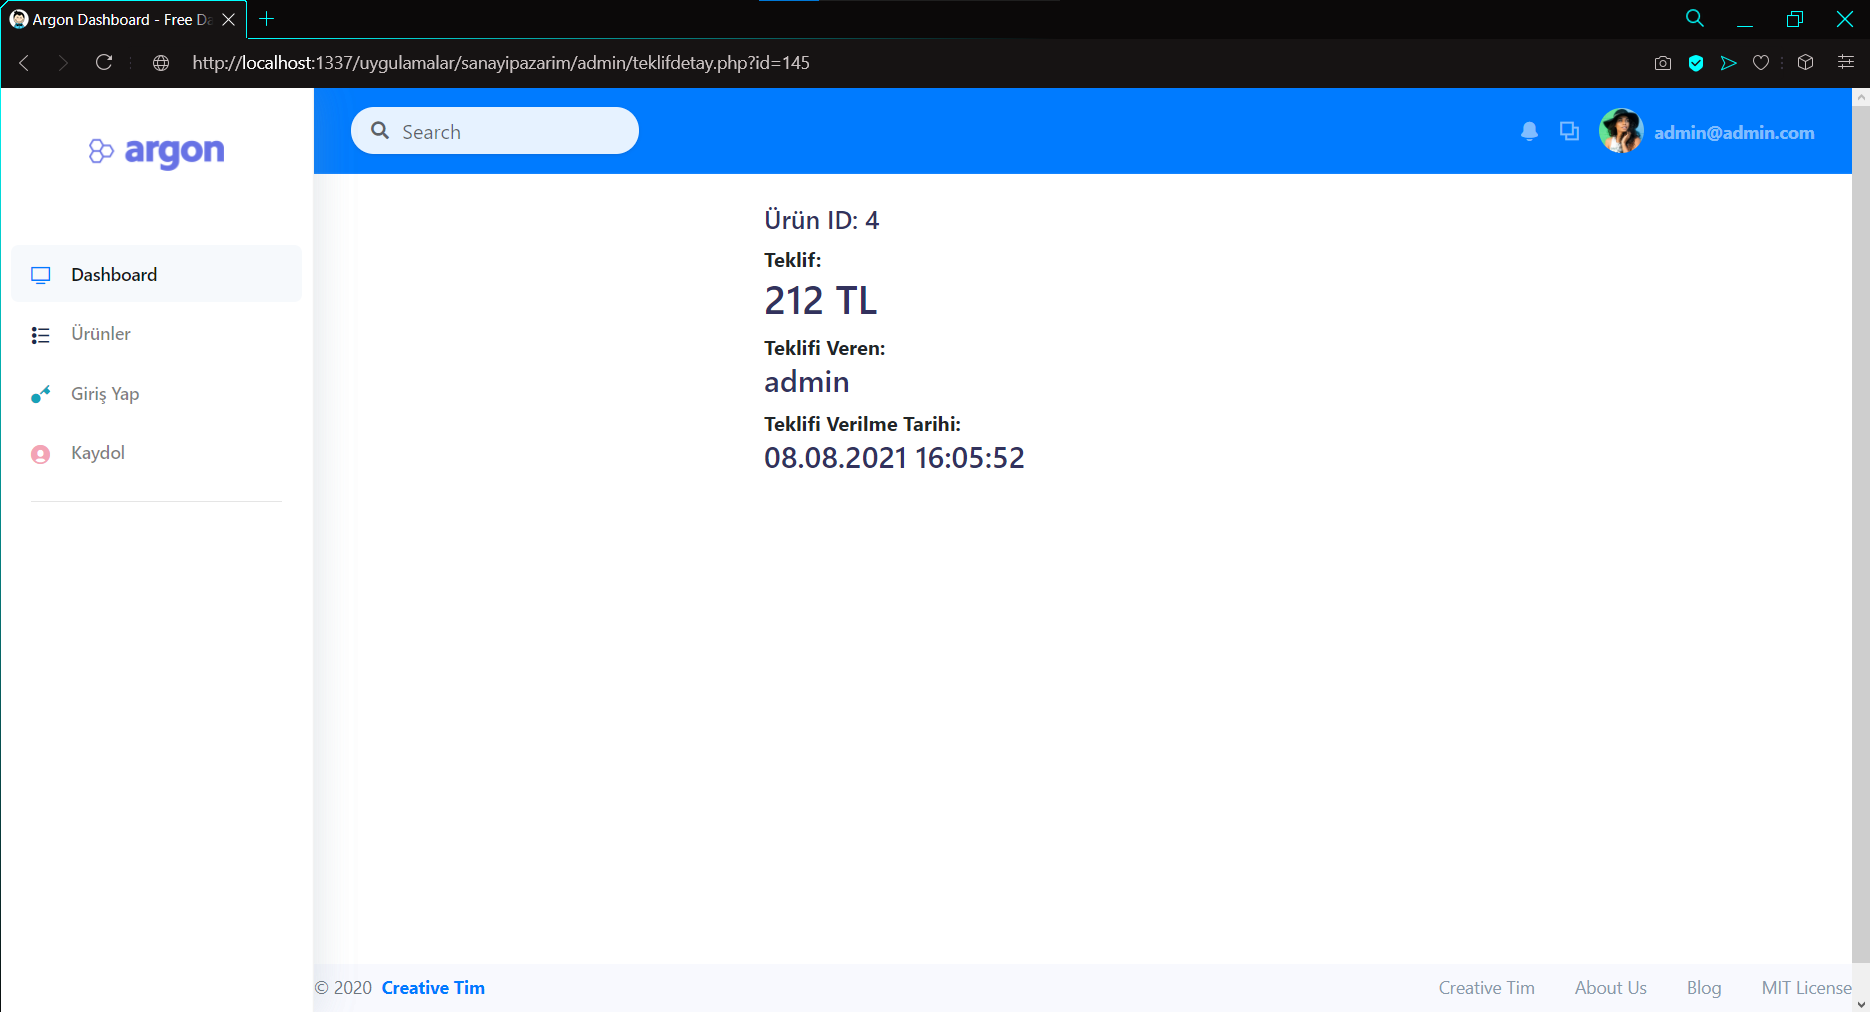 Argon Dashboard - Free Da
http://localhost:1337/uygulamalar/sanayipazarim/admin/teklifdetay.php?id=145
argon
Search
admin@admin.com
Dashboard
Ürünler
Giriş Yap
Kaydol
Ürün ID: 4
Teklif:
212 TL
Teklifi Veren:
admin
Teklifi Verilme Tarihi:
08.08.2021 16:05:52
© 2020 Creative Tim
Creative Tim About Us Blog MIT License